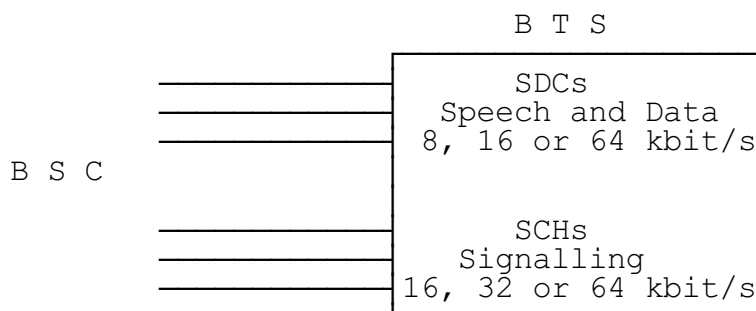 B T S
SDCs
Speech and Data
8, 16 or 64 kbit/s
B S C
SCHs
Signalling
16, 32 or 64 kbit/s